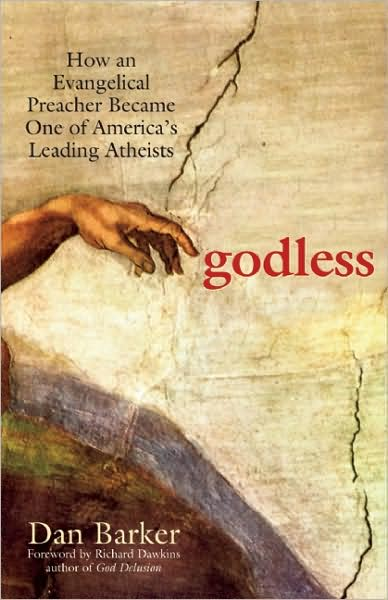 How an
Evangelical
Preacher Became
One of America's
Leading Atheists
godless
Dan Barker
Foreword by Richard Dawkins
author of God Delusion